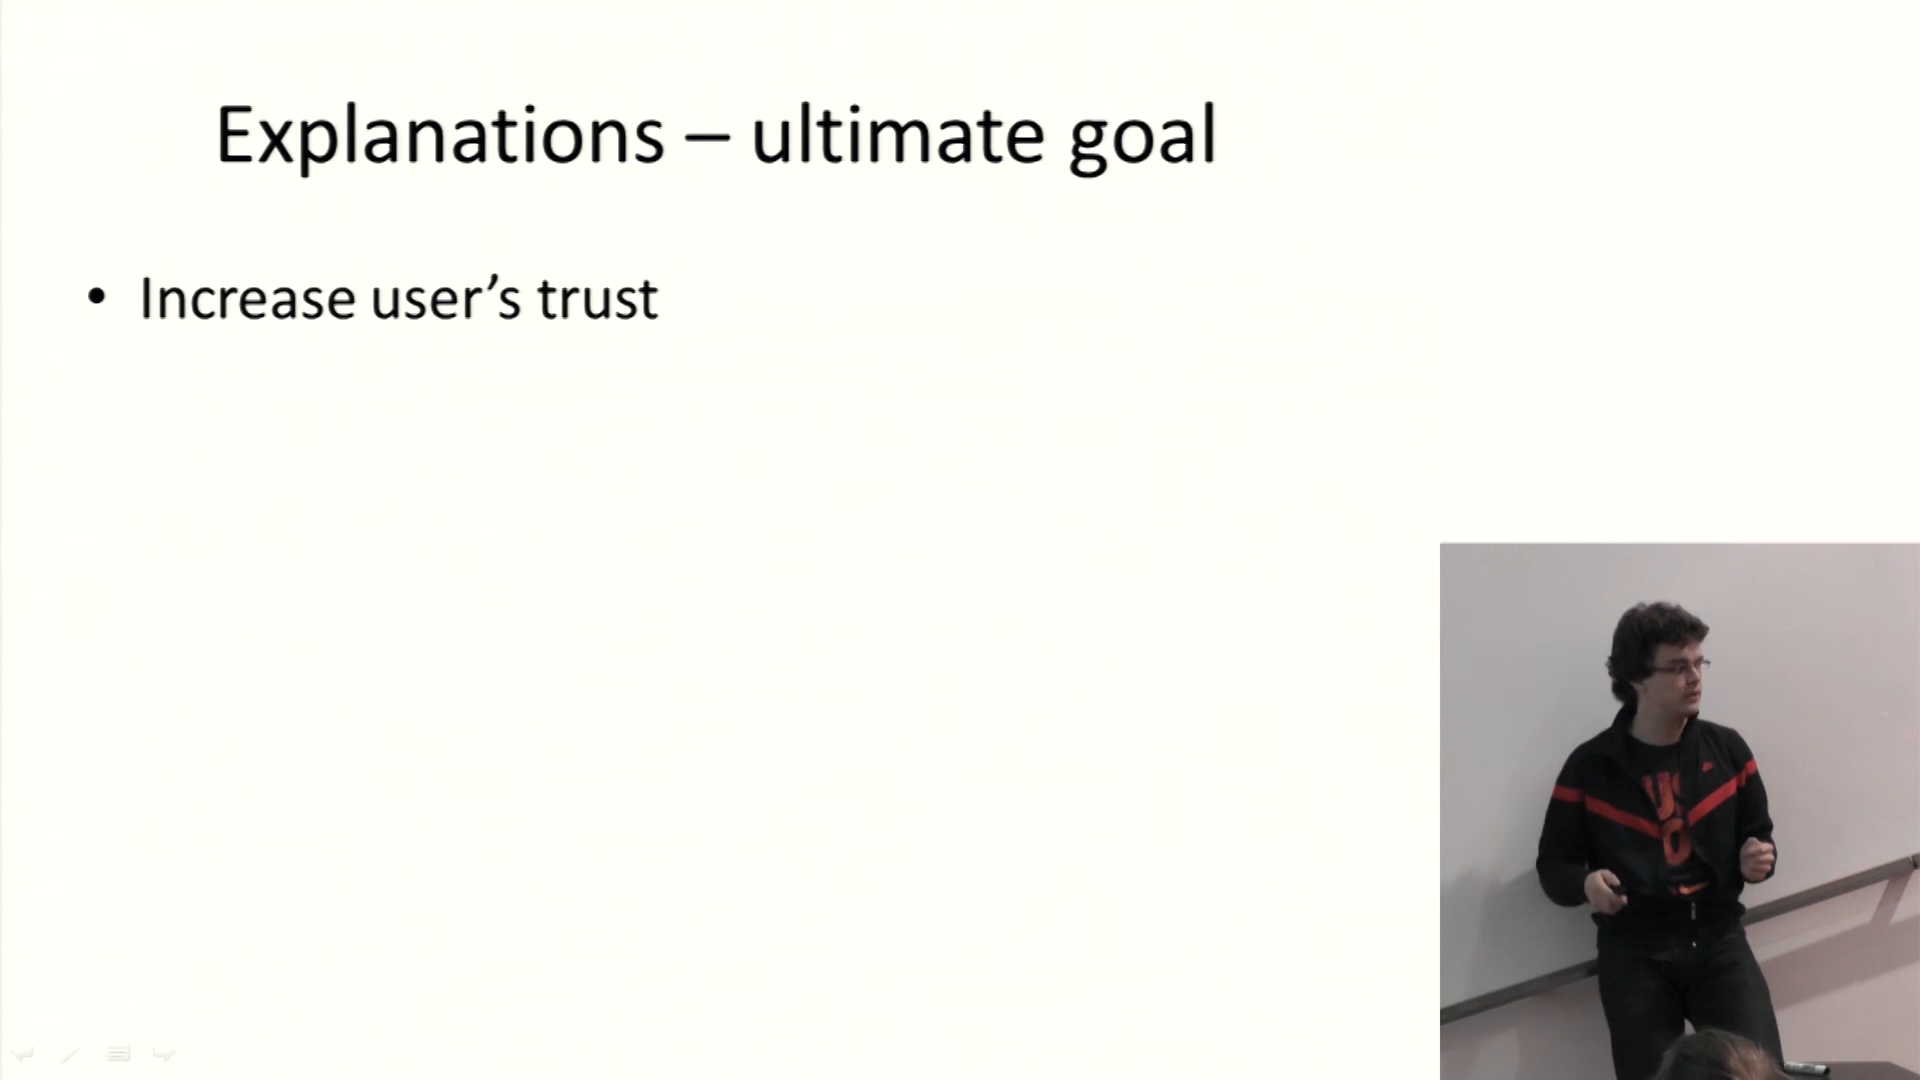 Explanations – ultimate goal
• Increase user’s trust